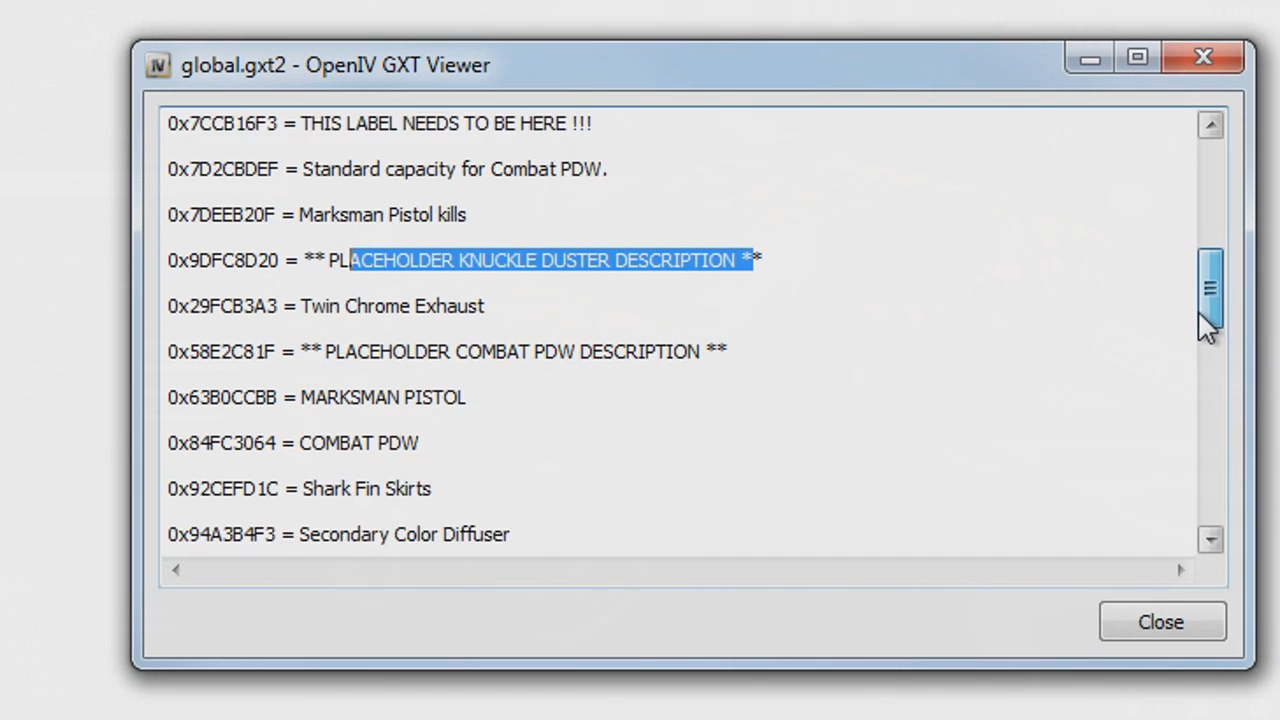 IV global.gxt2 - OpenIV GXT Viewer
0x7CCB16F3 = THIS LABEL NEEDS TO BE HERE !!!
0x7D2CBDEF = Standard capacity for Combat PDW.
0x7DEEB20F = Marksman Pistol kills
0x9DFC8D20 = ** PLACEHOLDER KNUCKLE DUSTER DESCRIPTION **
0x29FCB3A3 = Twin Chrome Exhaust
0x58E2C81F = ** PLACEHOLDER COMBAT PDW DESCRIPTION **
0x63B0CCBB = MARKSMAN PISTOL
0x84FC3064 = COMBAT PDW
0x92CEFD1C = Shark Fin Skirts
0x94A3B4F3 = Secondary Color Diffuser
Close